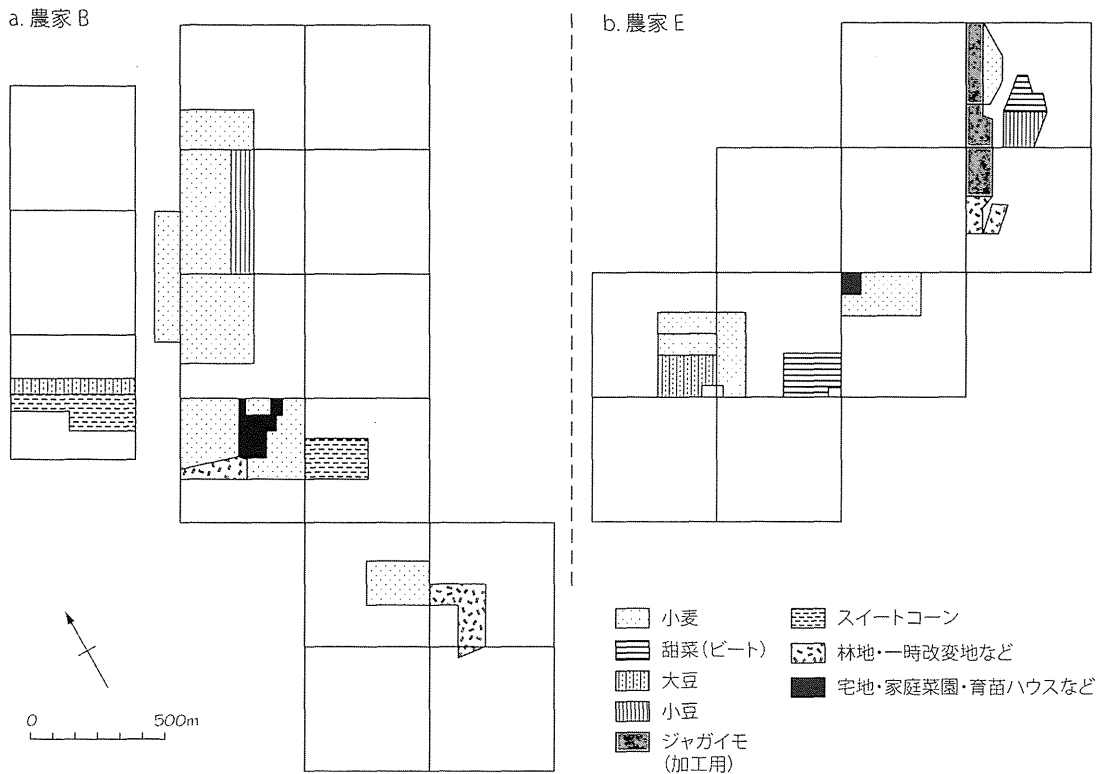 a. 農家 B
b. 農家 E
0 500m
小麦
甜菜(ビート)
大豆
小豆
ジャガイモ
(加工用)
スイートコーン
林地・一時改変地など
宅地・家庭菜園・育苗ハウスなど